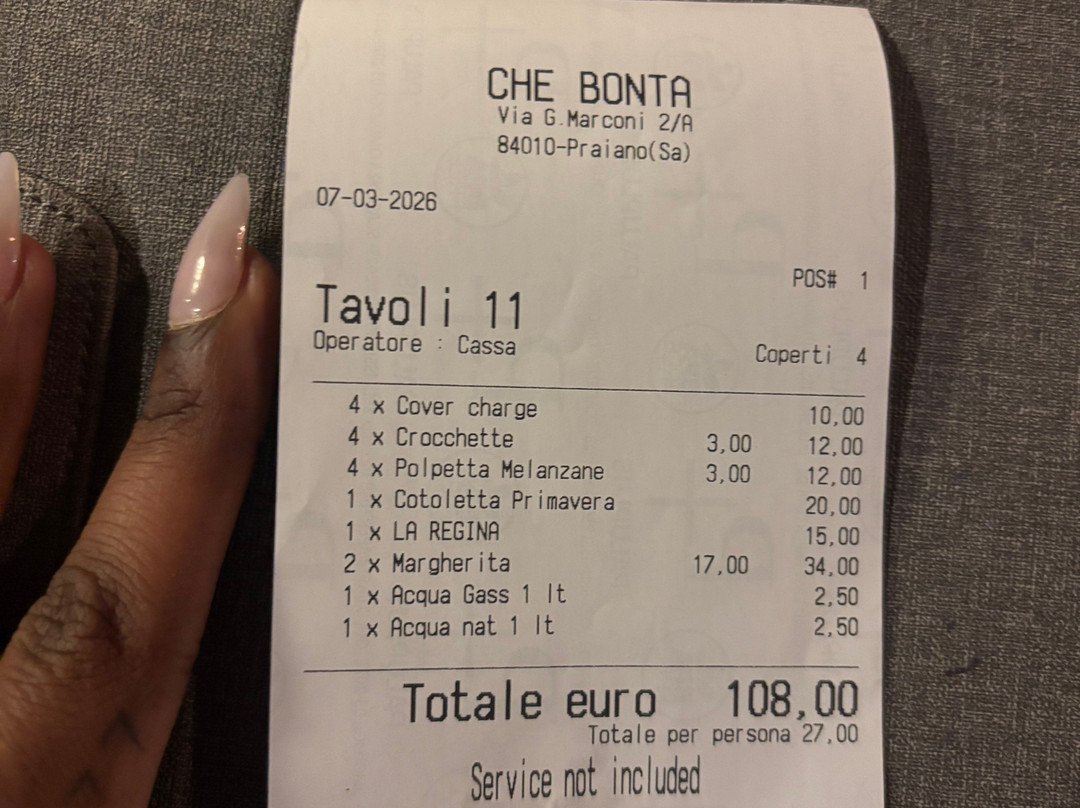 CHE BONTA
Via G.Marconi 2/A
84010-Praiano(Sa)
07-03-2026
POS# 1
Tavoli 11
Operatore : Cassa
Coperti 4
4 x Cover charge 10,00
4 x Crocchette 3,00 12,00
4 x Polpetta Melanzane 3,00 12,00
1 x Cotoletta Primavera 20,00
1 x LA REGINA 15,00
2 x Margherita 17,00 34,00
1 x Acqua Gass 1 lt 2,50
1 x Acqua nat 1 lt 2,50
Totale euro 108,00
Totale per persona 27,00
Service not included